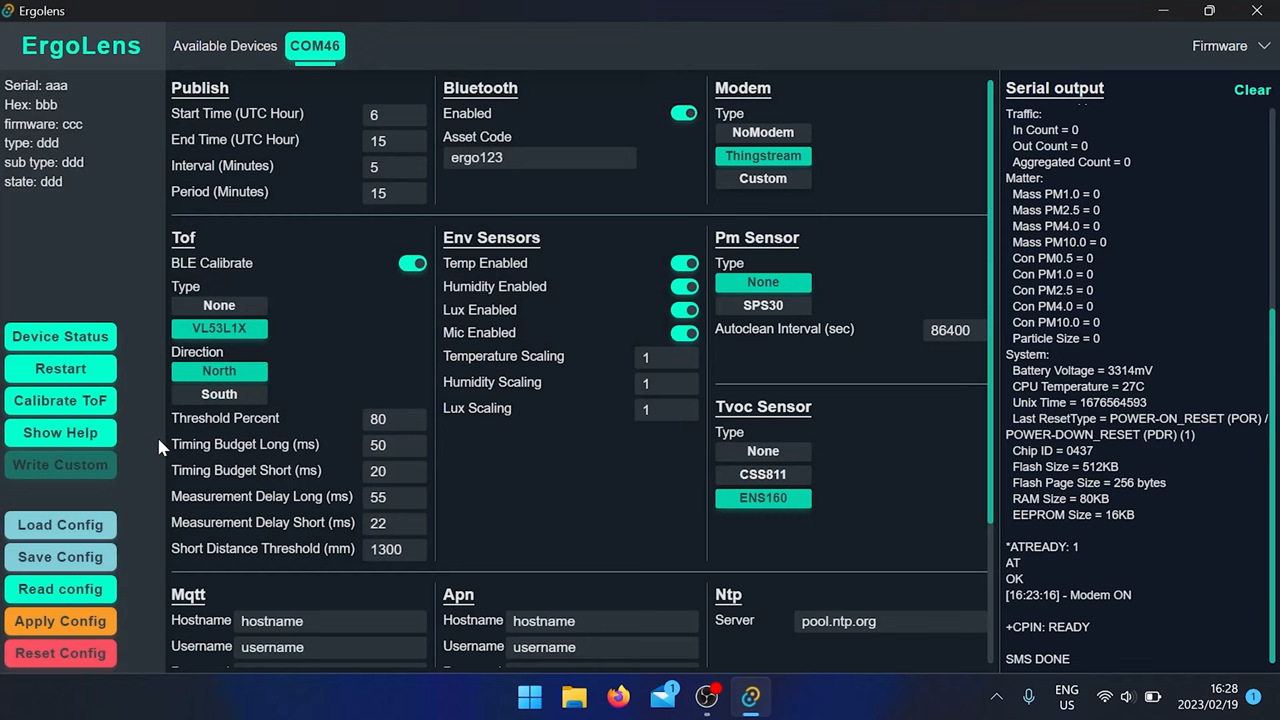 Ergolens
ErgoLens
Available Devices
COM46
Firmware
Serial: aaa
Hex: bbb
firmware: ccc
type: ddd
sub type: ddd
state: ddd
Device Status
Restart
Calibrate ToF
Show Help
Write Custom
Load Config
Save Config
Read config
Apply Config
Reset Config
Publish
Start Time (UTC Hour) 6
End Time (UTC Hour) 15
Interval (Minutes) 5
Period (Minutes) 15
Bluetooth
Enabled
Asset Code
ergo123
Modem
Type
NoModem
Thingstream
Custom
Tof
BLE Calibrate
Type
None
VL53L1X
Direction
North
South
Threshold Percent 80
Timing Budget Long (ms) 50
Timing Budget Short (ms) 20
Measurement Delay Long (ms) 55
Measurement Delay Short (ms) 22
Short Distance Threshold (mm) 1300
Env Sensors
Temp Enabled
Humidity Enabled
Lux Enabled
Mic Enabled
Temperature Scaling 1
Humidity Scaling 1
Lux Scaling 1
Pm Sensor
Type
None
SPS30
Autoclean Interval (sec) 86400
Tvoc Sensor
Type
None
CSS811
ENS160
Mqtt
Hostname hostname
Username username
Apn
Hostname hostname
Username username
Ntp
Server pool.ntp.org
Serial output
Clear
Traffic:
In Count = 0
Out Count = 0
Aggregated Count = 0
Matter:
Mass PM1.0 = 0
Mass PM2.5 = 0
Mass PM4.0 = 0
Mass PM10.0 = 0
Con PM0.5 = 0
Con PM1.0 = 0
Con PM2.5 = 0
Con PM4.0 = 0
Con PM10.0 = 0
Particle Size = 0
System:
Battery Voltage = 3314mV
CPU Temperature = 27C
Unix Time = 1676564593
Last ResetType = POWER-ON_RESET (POR) /
POWER-DOWN_RESET (PDR) (1)
Chip ID = 0437
Flash Size = 512KB
Flash Page Size = 256 bytes
RAM Size = 80KB
EEPROM Size = 16KB
*ATREADY: 1
AT
OK
[16:23:16] - Modem ON
+CPIN: READY
SMS DONE
1
ENG
US
16:28
2023/02/19
1